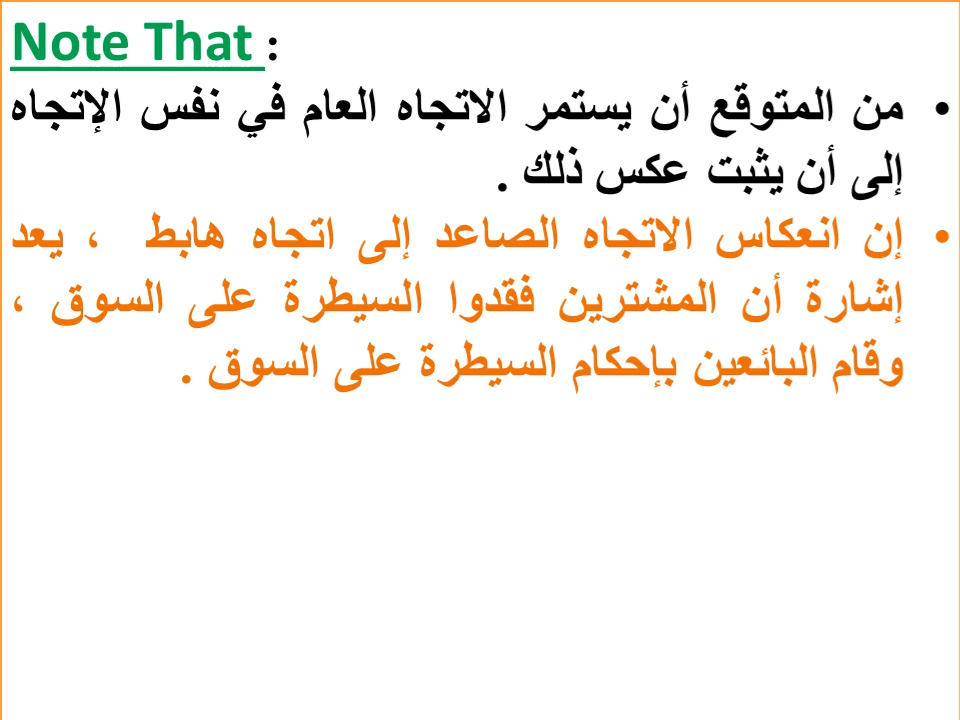 Note That :
• من المتوقع أن يستمر الاتجاه العام في نفس الإتجاه
إلى أن يثبت عكس ذلك .
• إن انعكاس الاتجاه الصاعد إلى اتجاه هابط ، يعد
إشارة أن المشترين فقدوا السيطرة على السوق ،
وقام البائعين بإحكام السيطرة على السوق .